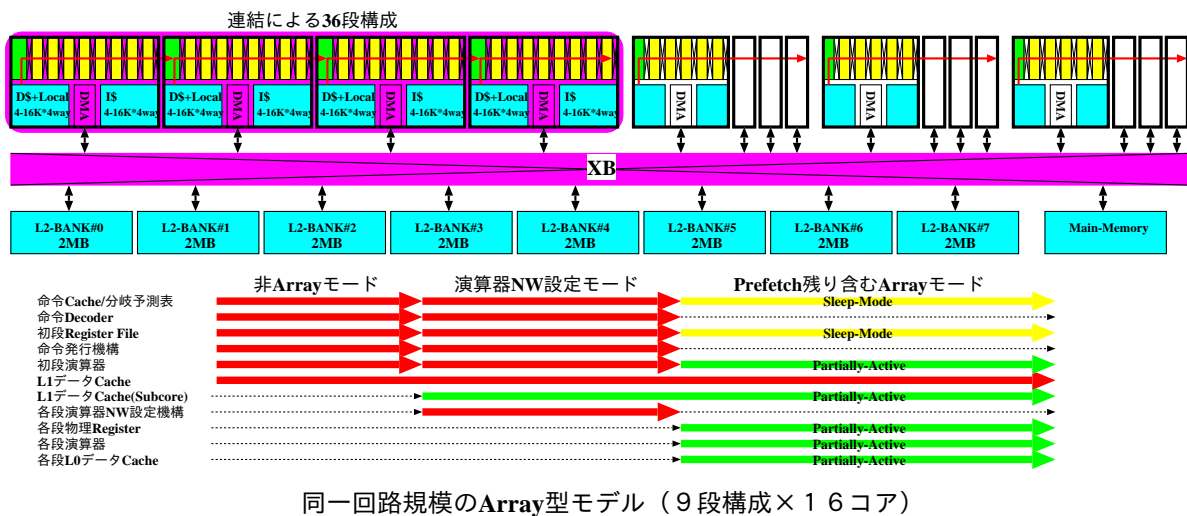 連結による36段構成
D$+Local I$ D$+Local I$ D$+Local I$ D$+Local I$
4-16K*4way DMA 4-16K*4way 4-16K*4way DMA 4-16K*4way 4-16K*4way DMA 4-16K*4way 4-16K*4way DMA 4-16K*4way DMA DMA DMA
XB
L2-BANK#0 L2-BANK#1 L2-BANK#2 L2-BANK#3 L2-BANK#4 L2-BANK#5 L2-BANK#6 L2-BANK#7 Main-Memory
2MB 2MB 2MB 2MB 2MB 2MB 2MB 2MB
非Arrayモード 演算器NW設定モード Prefetch残り含むArrayモード
命令Cache/分岐予測表 Sleep-Mode
命令Decoder
初段Register File Sleep-Mode
命令発行機構
初段演算器 Partially-Active
L1データCache
L1データCache(Subcore) Partially-Active
各段演算器NW設定機構
各段物理Register Partially-Active
各段演算器 Partially-Active
各段L0データCache Partially-Active
同一回路規模のArray型モデル（９段構成×１６コア）